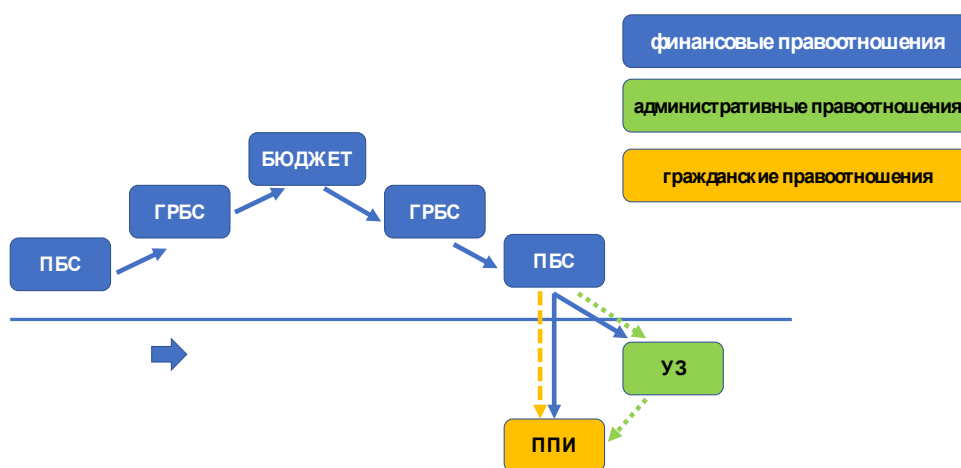 финансовые правоотношения
административные правоотношения
гражданские правоотношения
БЮДЖЕТ
ГРБС
ГРБС
ПБС
ПБС
УЗ
ППИ